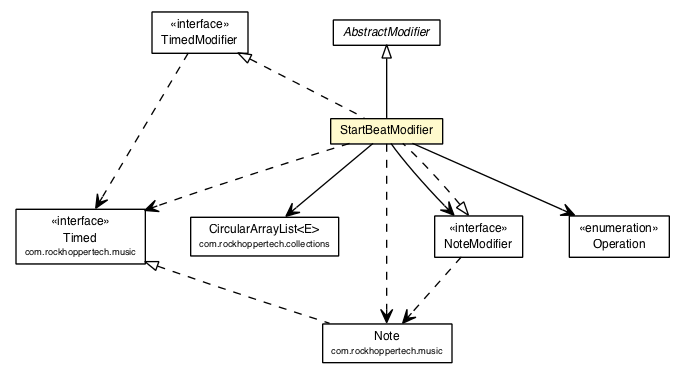 «interface»
TimedModifier
AbstractModifier
StartBeatModifier
«interface»
Timed
com.rockhoppertech.music
CircularArrayList<E>
com.rockhoppertech.collections
«interface»
NoteModifier
«enumeration»
Operation
Note
com.rockhoppertech.music